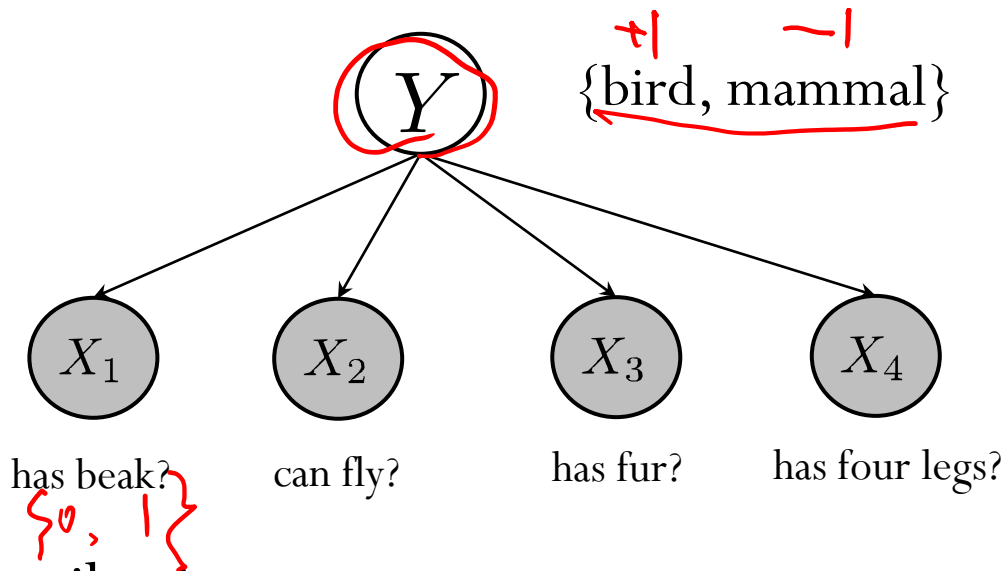 +1 −1
Y {bird, mammal}
X₁ X₂ X₃ X₄
has beak? can fly? has fur? has four legs?
{0, 1}